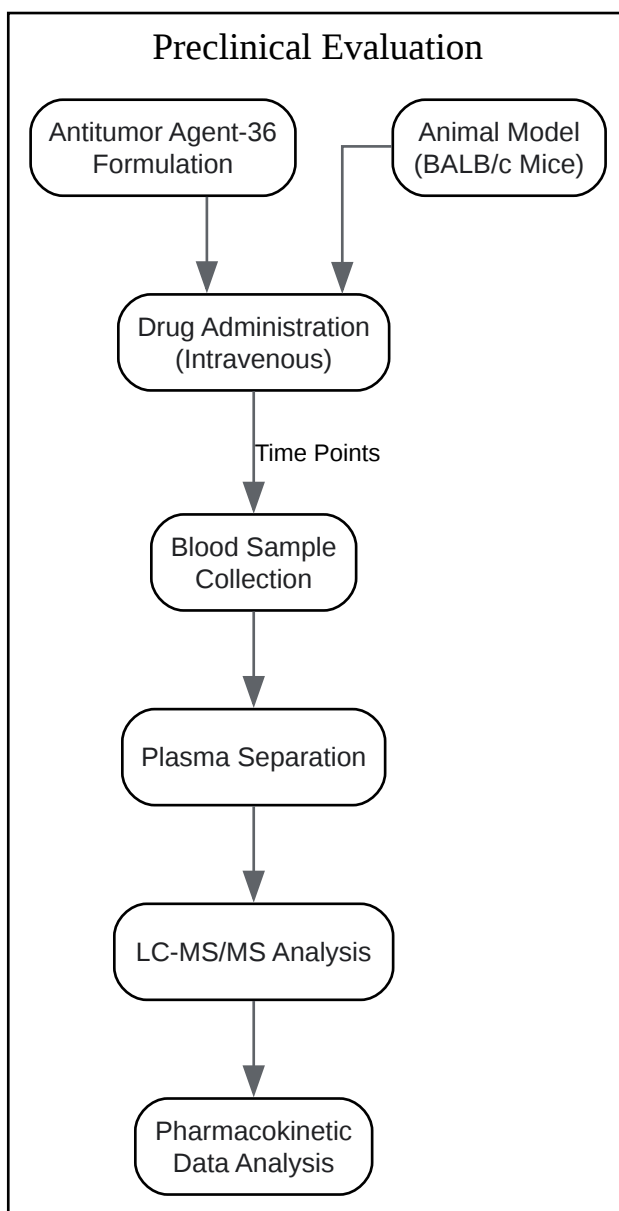 Preclinical Evaluation
Antitumor Agent-36
Formulation
Animal Model
(BALB/c Mice)
Drug Administration
(Intravenous)
Time Points
Blood Sample
Collection
Plasma Separation
LC-MS/MS Analysis
Pharmacokinetic
Data Analysis